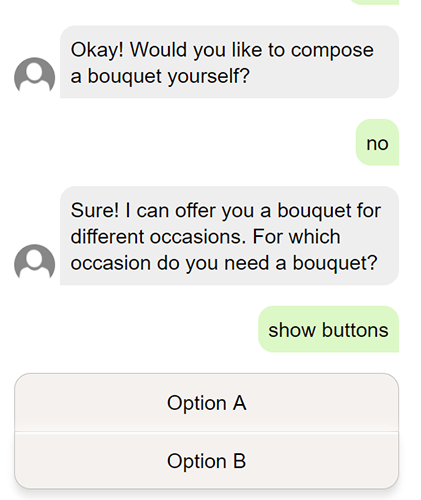 Okay! Would you like to compose
a bouquet yourself?
no
Sure! I can offer you a bouquet for
different occasions. For which
occasion do you need a bouquet?
show buttons
Option A
Option B